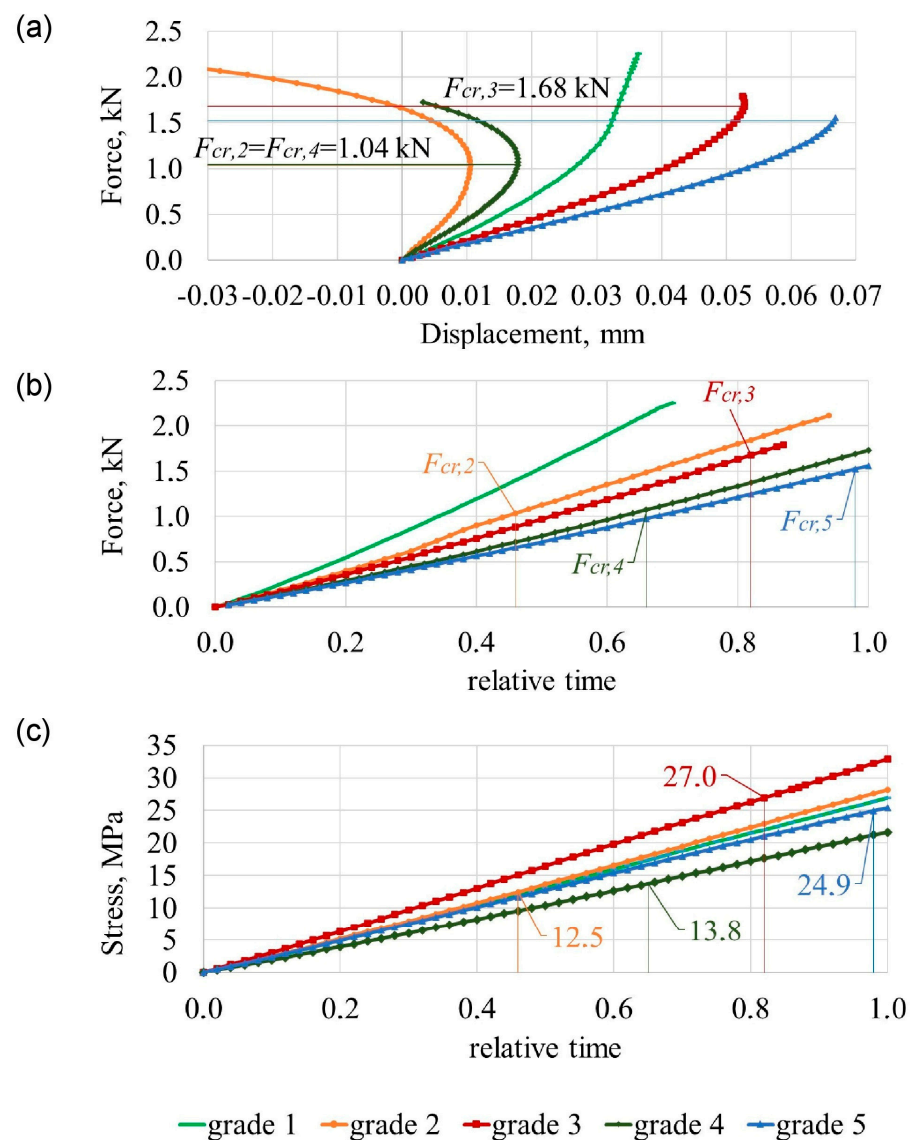 (a)
2.5
2.0
1.5
1.0
0.5
0.0
Force, kN
Fcr,3=1.68 kN
Fcr,2=Fcr,4=1.04 kN
-0.03 -0.02 -0.01 0.00 0.01 0.02 0.03 0.04 0.05 0.06 0.07
Displacement, mm
(b)
2.5
2.0
1.5
1.0
0.5
0.0
Force, kN
Fcr,3
Fcr,2
Fcr,5
Fcr,4
0.0 0.2 0.4 0.6 0.8 1.0
relative time
(c)
35
30
25
20
15
10
5
0
Stress, MPa
27.0
24.9
12.5
13.8
0.0 0.2 0.4 0.6 0.8 1.0
relative time
grade 1 grade 2 grade 3 grade 4 grade 5